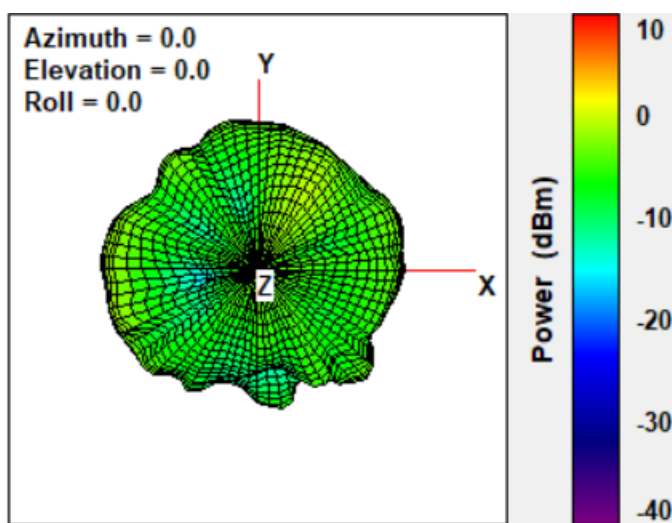 Azimuth = 0.0
Elevation = 0.0
Roll = 0.0
Y
X
Z
Power (dBm)
10
0
-10
-20
-30
-40